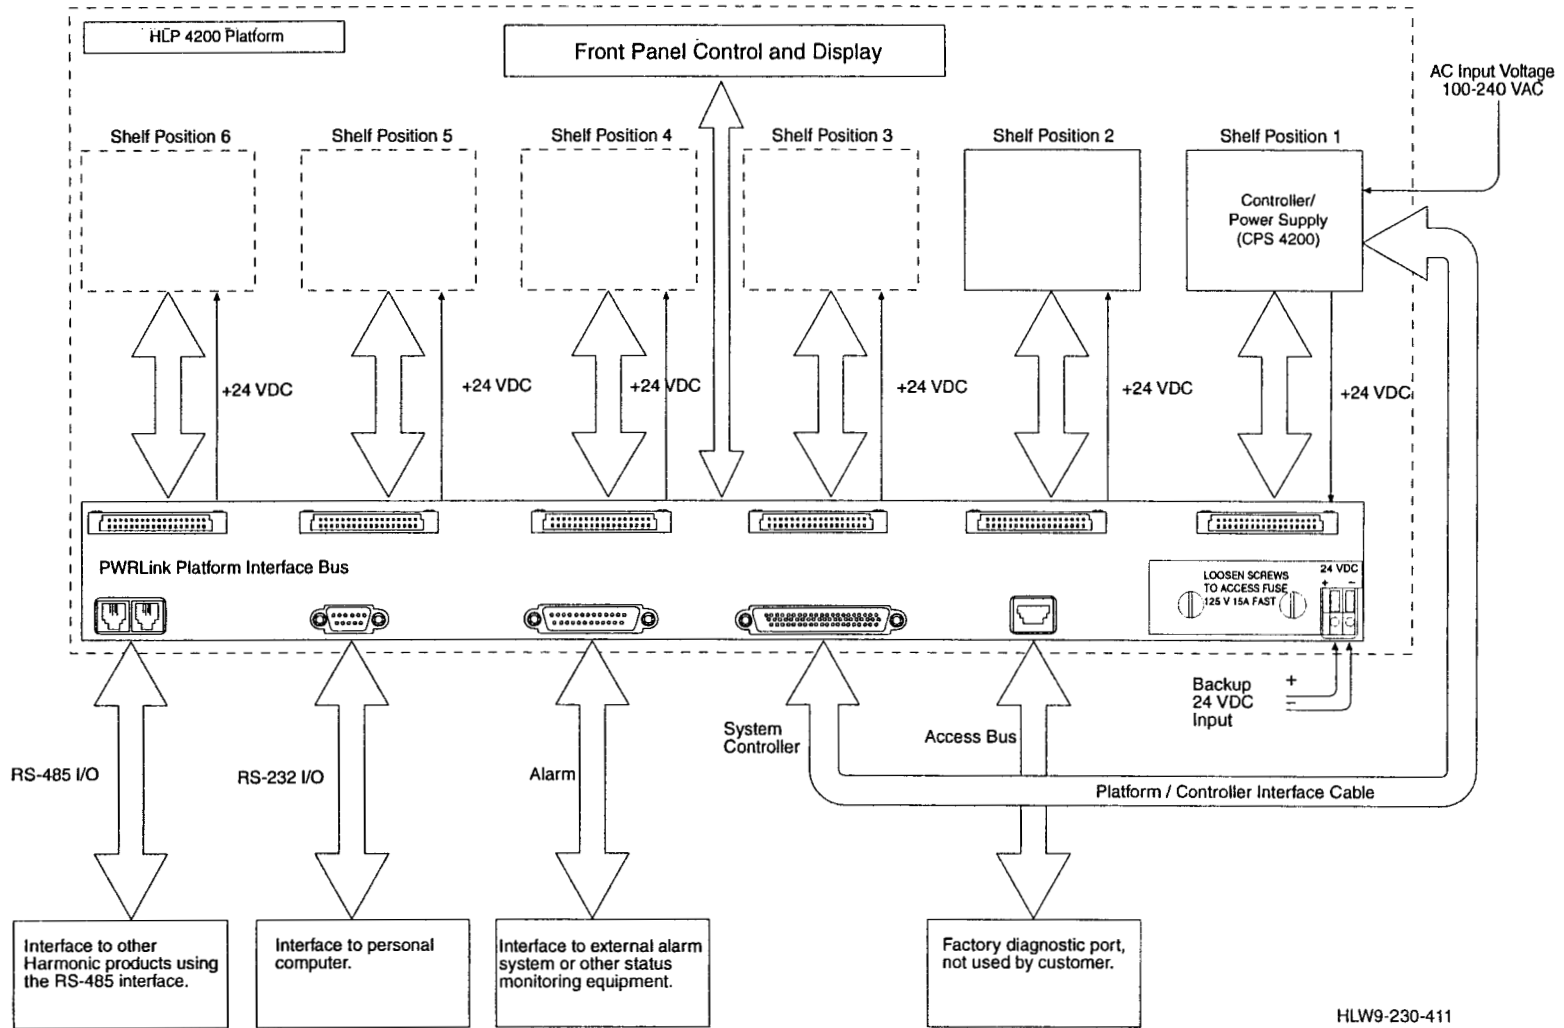 HLP 4200 Platform
Front Panel Control and Display
AC Input Voltage
100-240 VAC
Shelf Position 6
Shelf Position 5
Shelf Position 4
Shelf Position 3
Shelf Position 2
Shelf Position 1
Controller/
Power Supply
(CPS 4200)
+24 VDC
+24 VDC
+24 VDC
+24 VDC
+24 VDC
+24 VDC
PWRLink Platform Interface Bus
LOOSEN SCREWS
TO ACCESS FUSE
125 V 15A FAST
24 VDC
+ −
Backup
24 VDC
Input
+
−
System
Controller
Access Bus
RS-485 I/O
RS-232 I/O
Alarm
Platform / Controller Interface Cable
Interface to other
Harmonic products using
the RS-485 interface.
Interface to personal
computer.
Interface to external alarm
system or other status
monitoring equipment.
Factory diagnostic port,
not used by customer.
HLW9-230-411